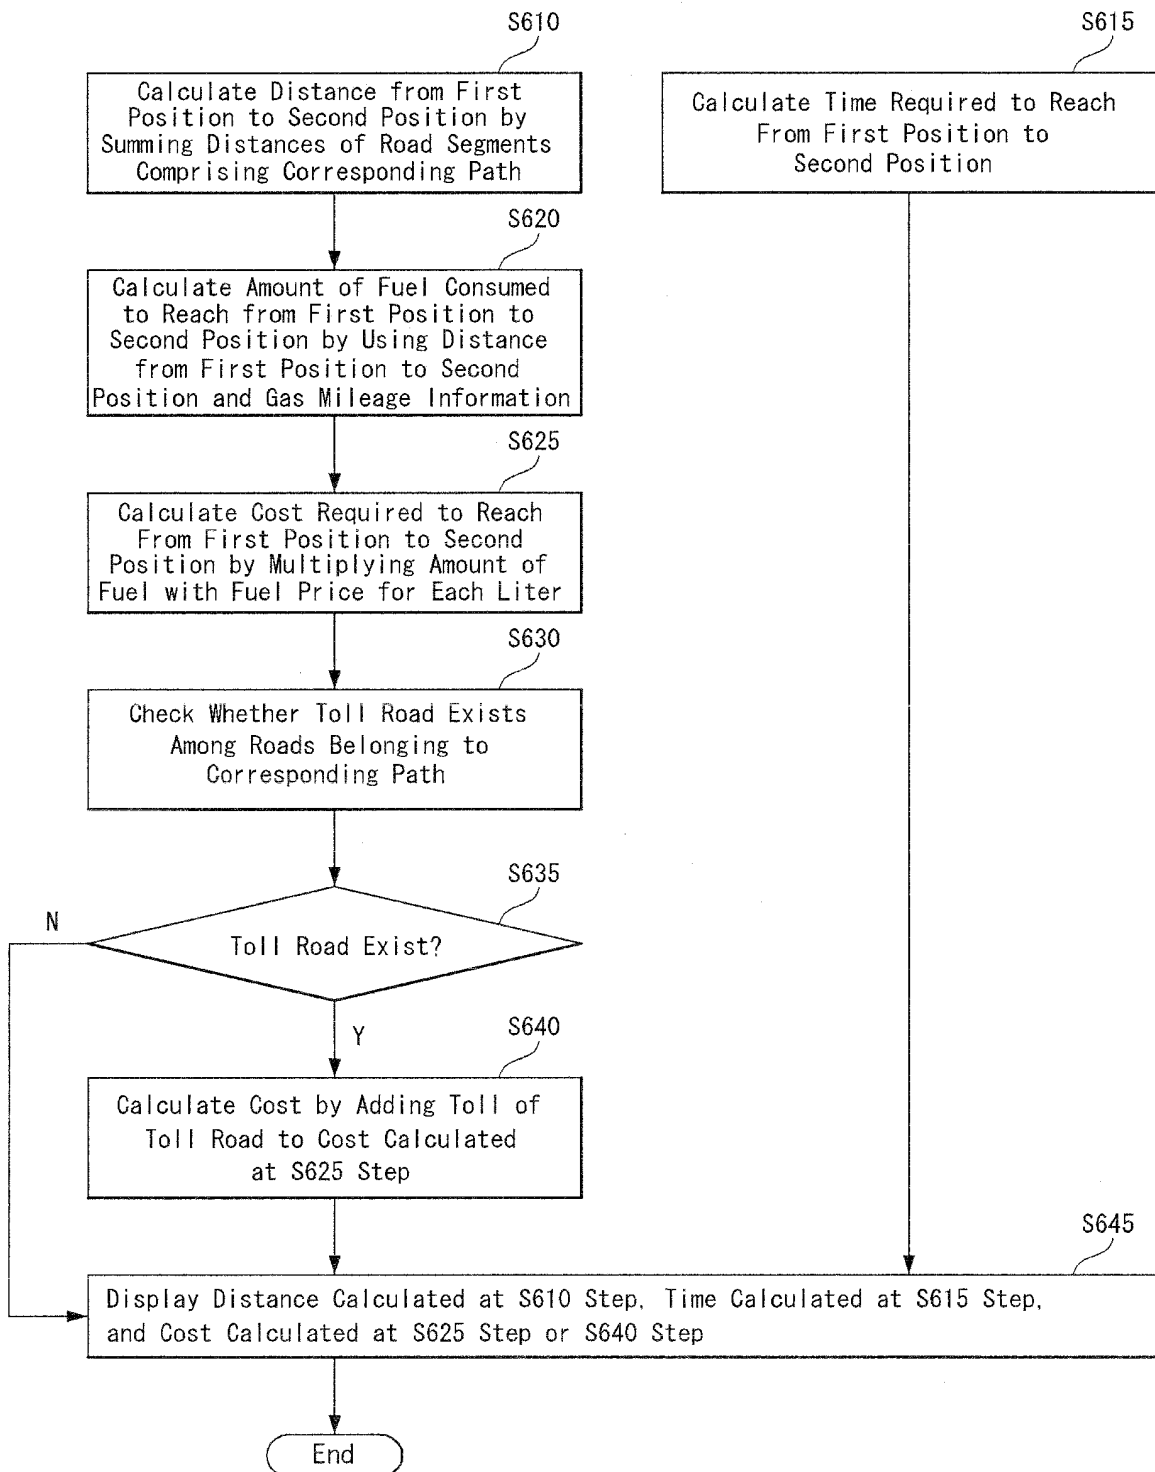 S610
Calculate Distance from First
Position to Second Position by
Summing Distances of Road Segments
Comprising Corresponding Path
S615
Calculate Time Required to Reach
From First Position to
Second Position
S620
Calculate Amount of Fuel Consumed
to Reach from First Position to
Second Position by Using Distance
from First Position to Second
Position and Gas Mileage Information
S625
Calculate Cost Required to Reach
From First Position to Second
Position by Multiplying Amount of
Fuel with Fuel Price for Each Liter
S630
Check Whether Toll Road Exists
Among Roads Belonging to
Corresponding Path
S635
N
Toll Road Exist?
Y
S640
Calculate Cost by Adding Toll of
Toll Road to Cost Calculated
at S625 Step
S645
Display Distance Calculated at S610 Step, Time Calculated at S615 Step,
and Cost Calculated at S625 Step or S640 Step
End